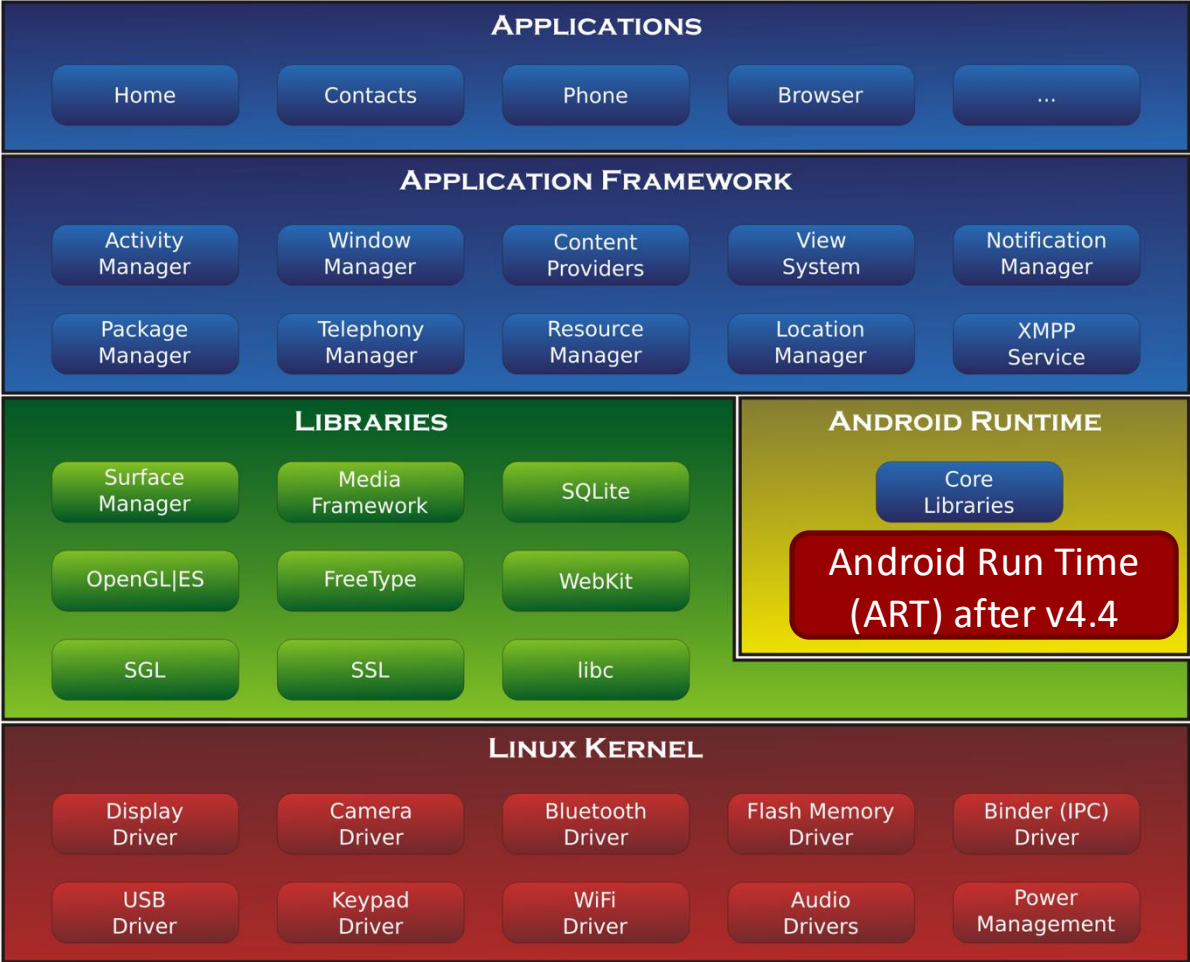 APPLICATIONS
Home
Contacts
Phone
Browser
...
APPLICATION FRAMEWORK
Activity
Manager
Window
Manager
Content
Providers
View
System
Notification
Manager
Package
Manager
Telephony
Manager
Resource
Manager
Location
Manager
XMPP
Service
LIBRARIES
Surface
Manager
Media
Framework
SQLite
OpenGL|ES
FreeType
WebKit
SGL
SSL
libc
ANDROID RUNTIME
Core
Libraries
Android Run Time
(ART) after v4.4
LINUX KERNEL
Display
Driver
Camera
Driver
Bluetooth
Driver
Flash Memory
Driver
Binder (IPC)
Driver
USB
Driver
Keypad
Driver
WiFi
Driver
Audio
Drivers
Power
Management